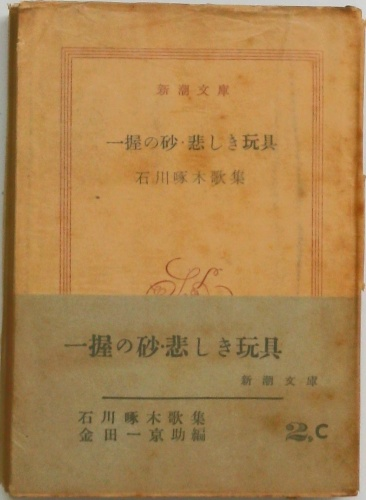 新潮文庫
一握の砂・悲しき玩具
石川啄木歌集
一握の砂・悲しき玩具
新潮文庫
石川啄木歌集
金田一京助編
2,C